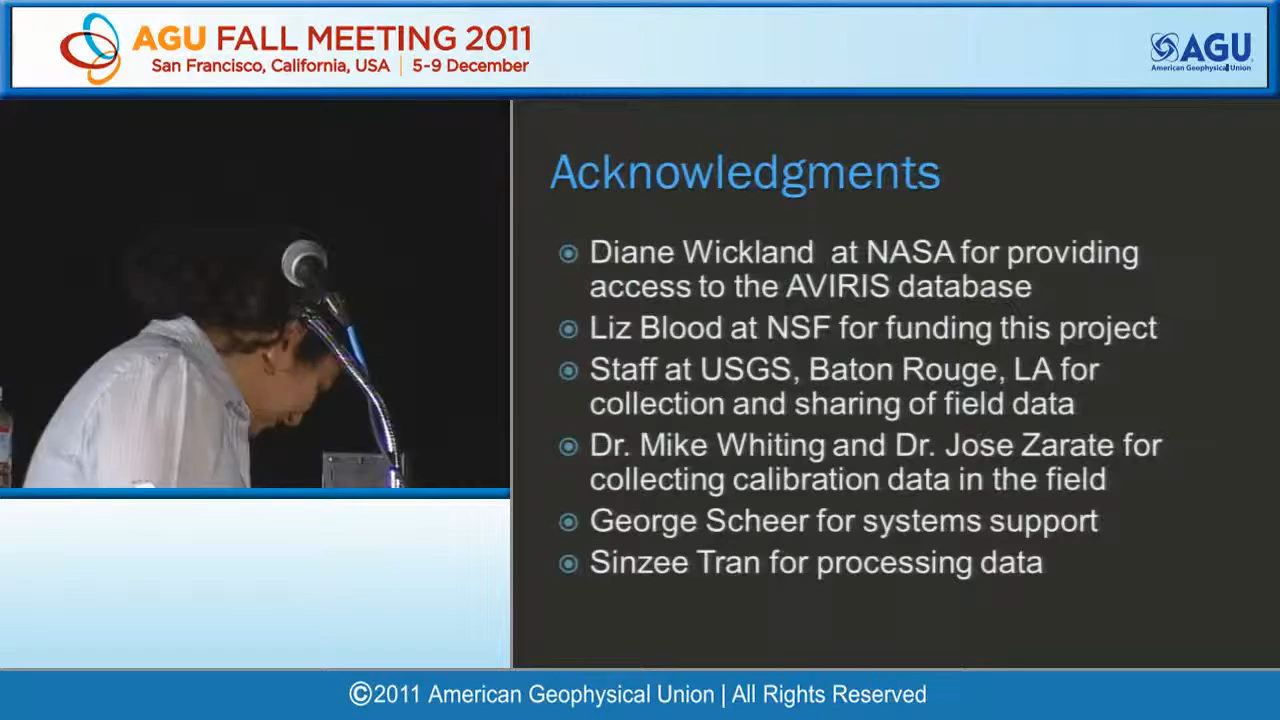 AGU FALL MEETING 2011
San Francisco, California, USA | 5-9 December
AGU
American Geophysical Union
Acknowledgments
Diane Wickland at NASA for providing
access to the AVIRIS database
Liz Blood at NSF for funding this project
Staff at USGS, Baton Rouge, LA for
collection and sharing of field data
Dr. Mike Whiting and Dr. Jose Zarate for
collecting calibration data in the field
George Scheer for systems support
Sinzee Tran for processing data
©2011 American Geophysical Union | All Rights Reserved